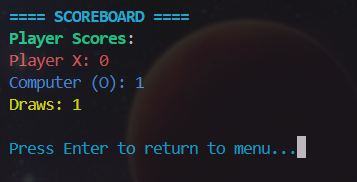 ==== SCOREBOARD ====
Player Scores:
Player X: 0
Computer (O): 1
Draws: 1
Press Enter to return to menu...